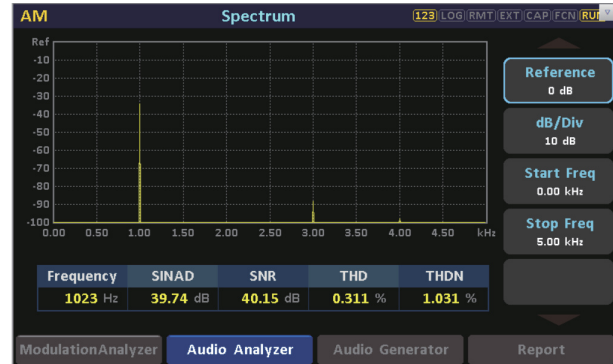 AM Spectrum 123 LOG RMT EXT CAP FCN RUN
Ref
-10
-20
-30
-40
-50
-60
-70
-80
-90
-100
0.00 0.50 1.00 1.50 2.00 2.50 3.00 3.50 4.00 4.50 kHz
Reference
0 dB
dB/Div
10 dB
Start Freq
0.00 kHz
Stop Freq
5.00 kHz
Frequency SINAD SNR THD THDN
1023 Hz 39.74 dB 40.15 dB 0.311 % 1.031 %
ModulationAnalyzer Audio Analyzer Audio Generator Report